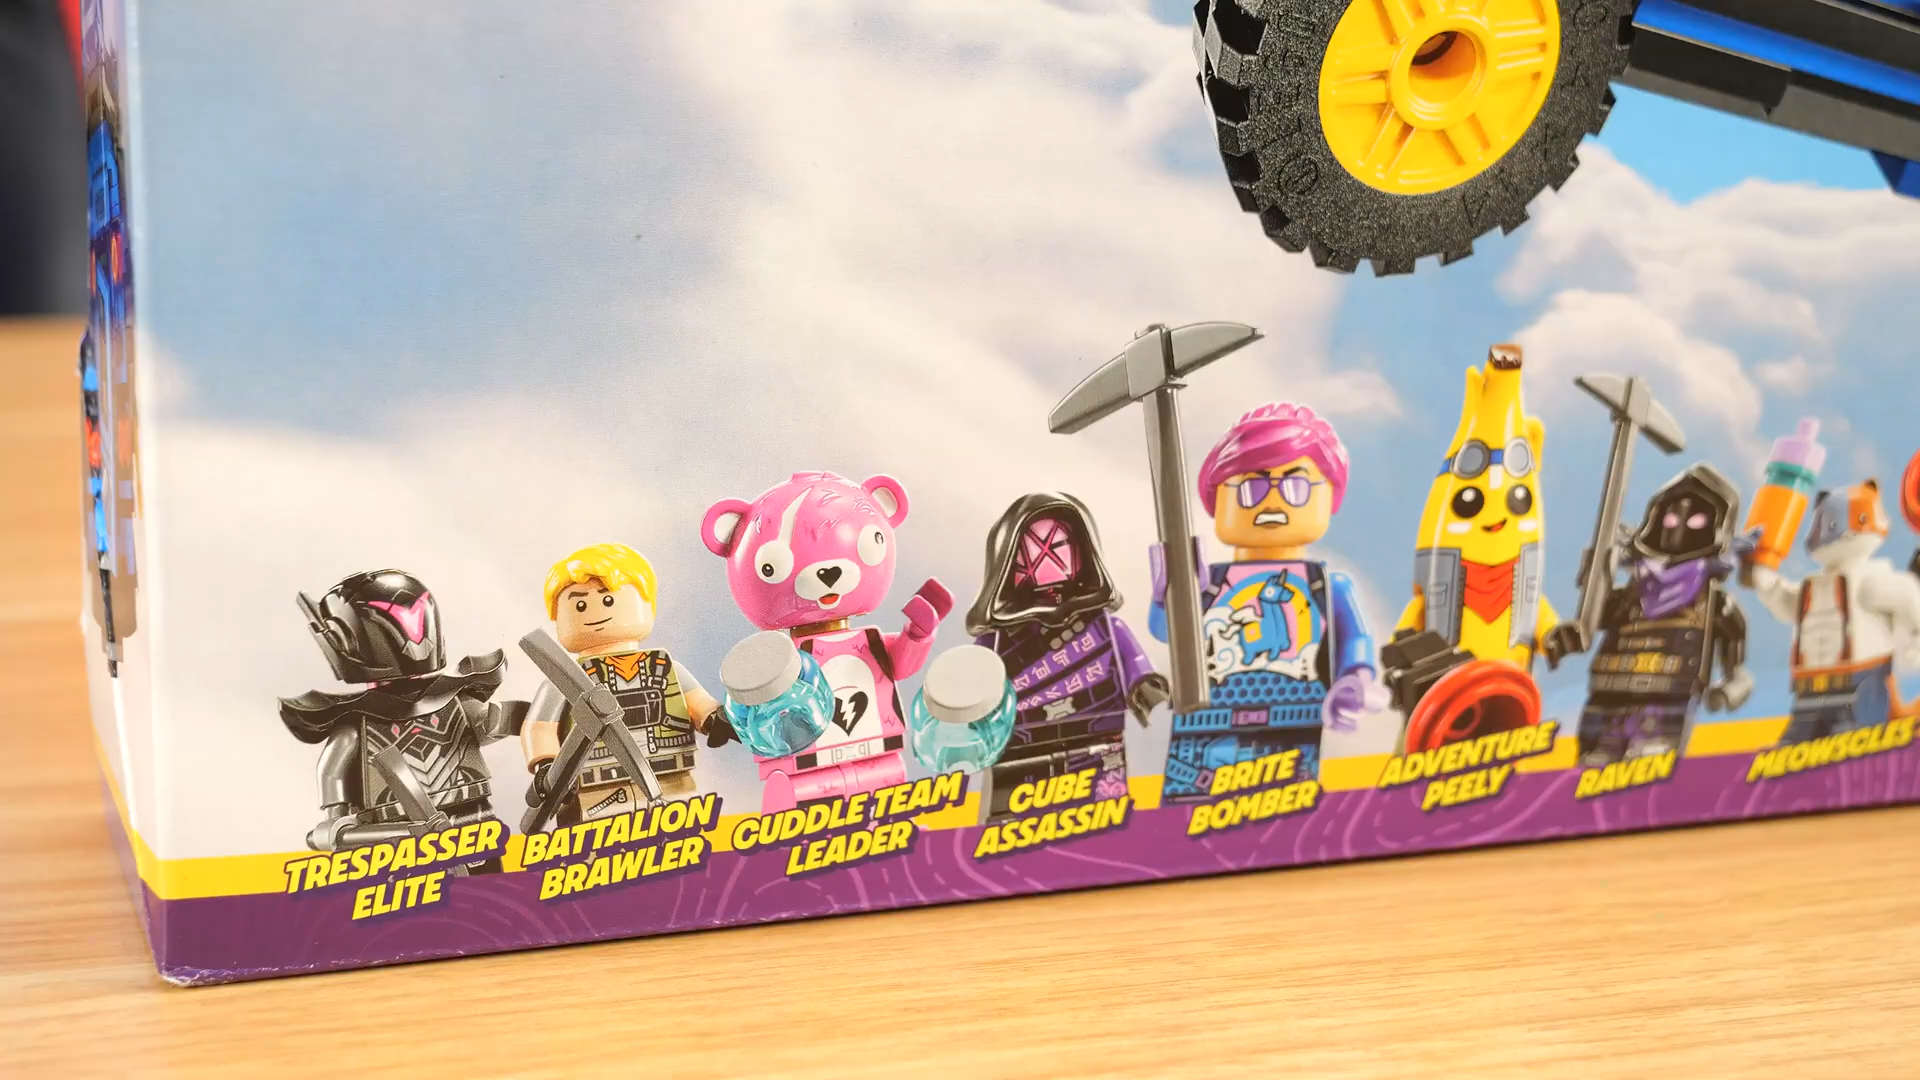 TRESPASSER
ELITE
BATTALION
BRAWLER
CUDDLE TEAM
LEADER
CUBE
ASSASSIN
BRITE
BOMBER
ADVENTURE
PEELY
RAVEN
MEOWSCLES